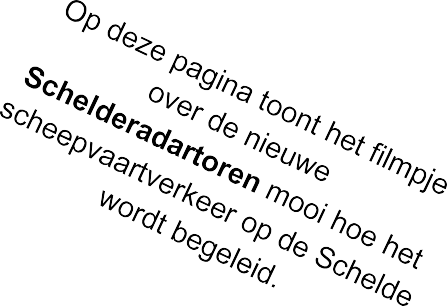 Op deze pagina toont het filmpje
over de nieuwe
Schelderadartoren mooi hoe het
scheepvaartverkeer op de Schelde
wordt begeleid.